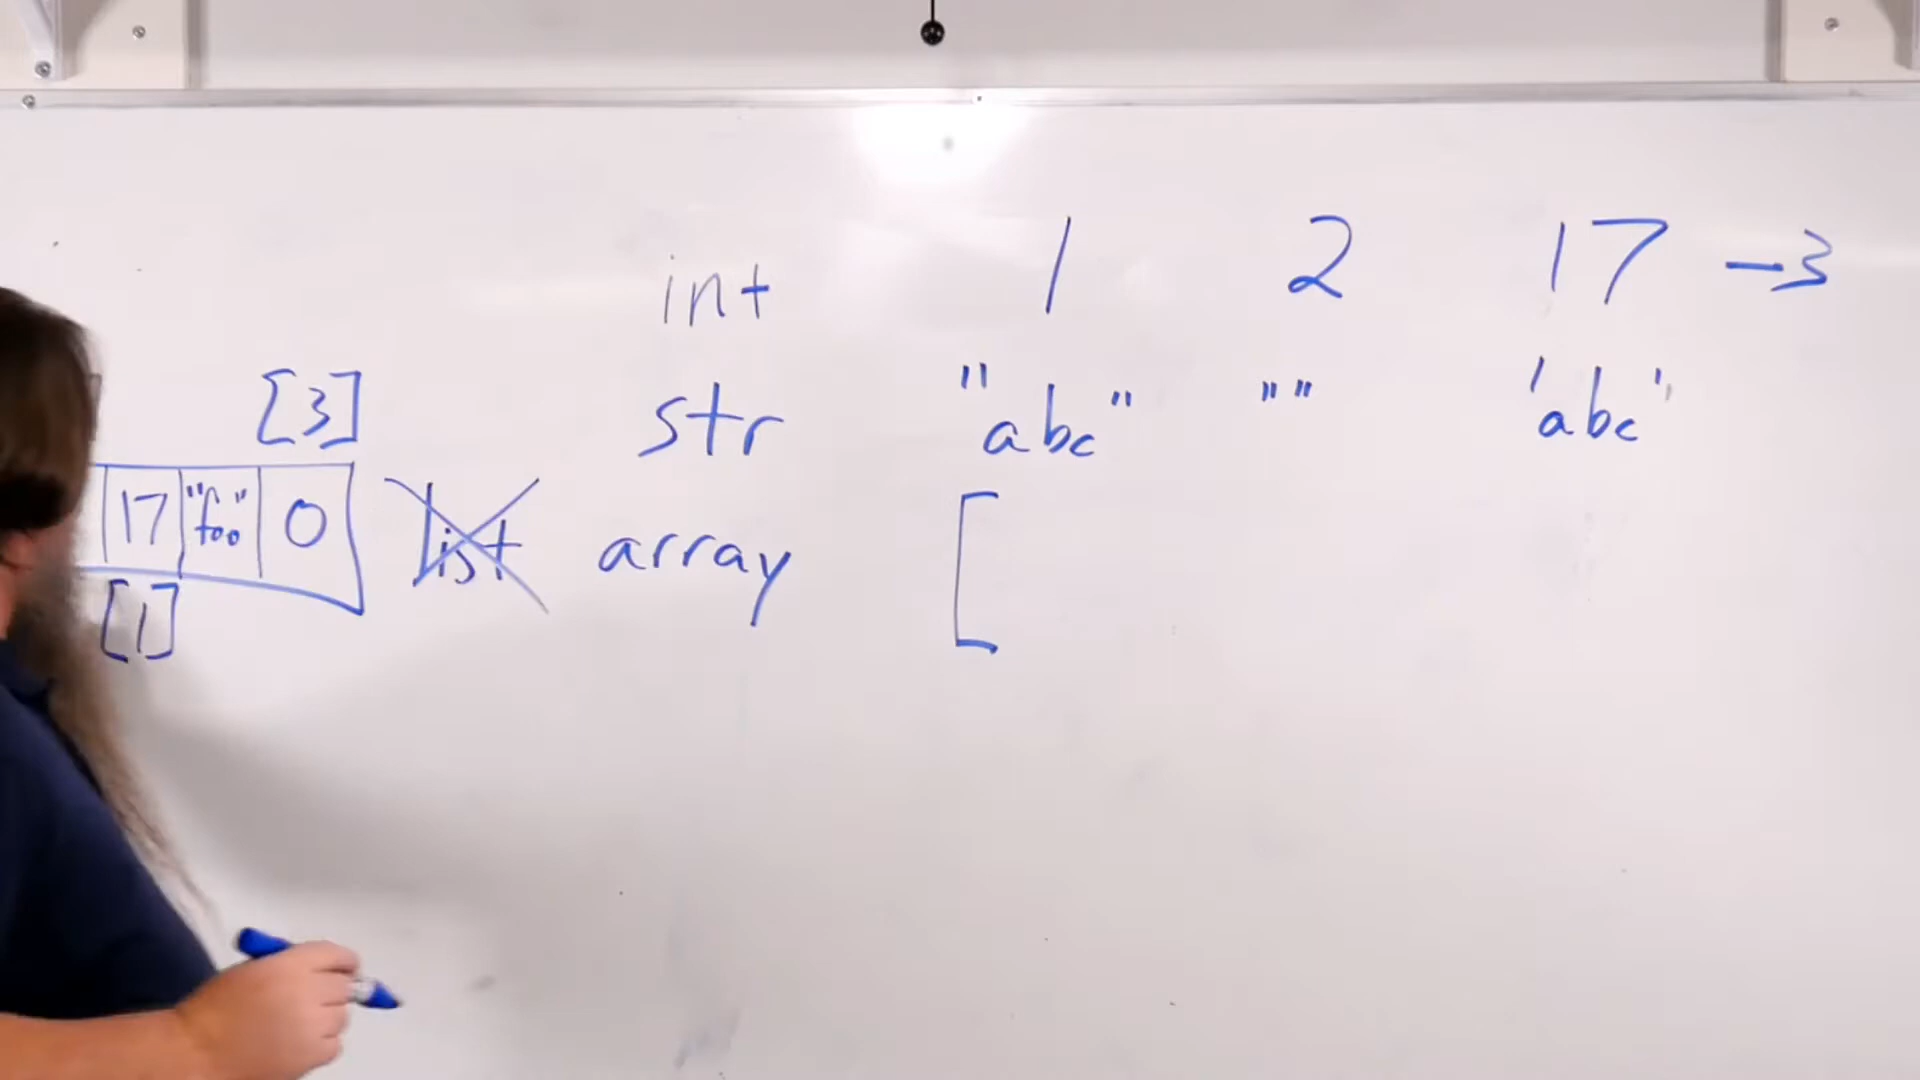 int 1 2 17 -3
[3]
str "abc" "" 'abc'
17 "foo" 0 list array [
[1]